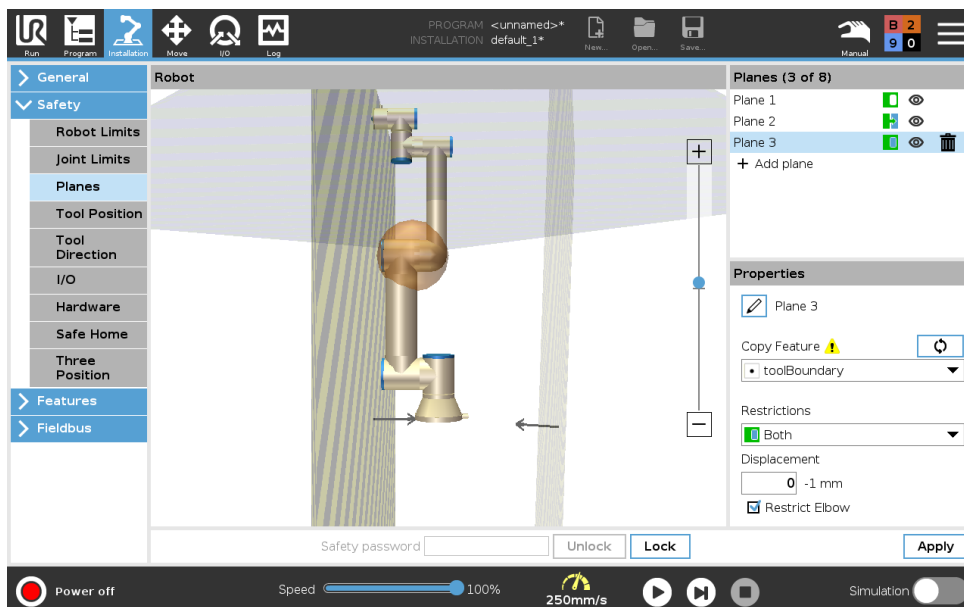 UR
Run
Program
Installation
Move
I/O
Log
PROGRAM <unnamed>*
INSTALLATION default_1*
New...
Open...
Save...
Manual
B 2
9 0
General
Safety
Robot Limits
Joint Limits
Planes
Tool Position
Tool
Direction
I/O
Hardware
Safe Home
Three
Position
Features
Fieldbus
Robot
+
−
Planes (3 of 8)
Plane 1
Plane 2
Plane 3
+ Add plane
Properties
Plane 3
Copy Feature
toolBoundary
Restrictions
Both
Displacement
0 -1 mm
Restrict Elbow
Safety password
Unlock
Lock
Apply
Power off
Speed
100%
250mm/s
Simulation